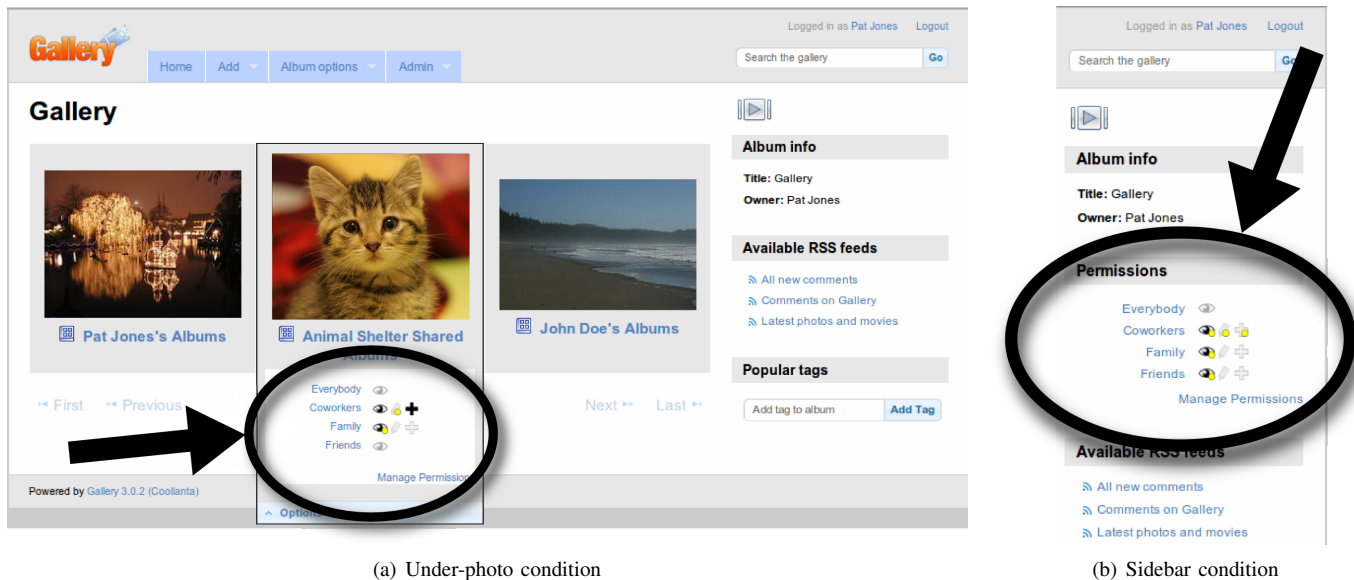 Logged in as Pat Jones Logout
Gallery
Home Add Album options Admin
Search the gallery Go
Gallery
Pat Jones's Albums
Animal Shelter Shared
Albums
John Doe's Albums
Everybody
Coworkers
Family
Friends
Manage Permission
Options
First Previous
Next Last
Album info
Title: Gallery
Owner: Pat Jones
Available RSS feeds
All new comments
Comments on Gallery
Latest photos and movies
Popular tags
Add tag to album Add Tag
Powered by Gallery 3.0.2 (Coollanta)
(a) Under-photo condition
Logged in as Pat Jones Logout
Search the gallery Go
Album info
Title: Gallery
Owner: Pat Jones
Permissions
Everybody
Coworkers
Family
Friends
Manage Permissions
Available RSS feeds
All new comments
Comments on Gallery
Latest photos and movies
(b) Sidebar condition